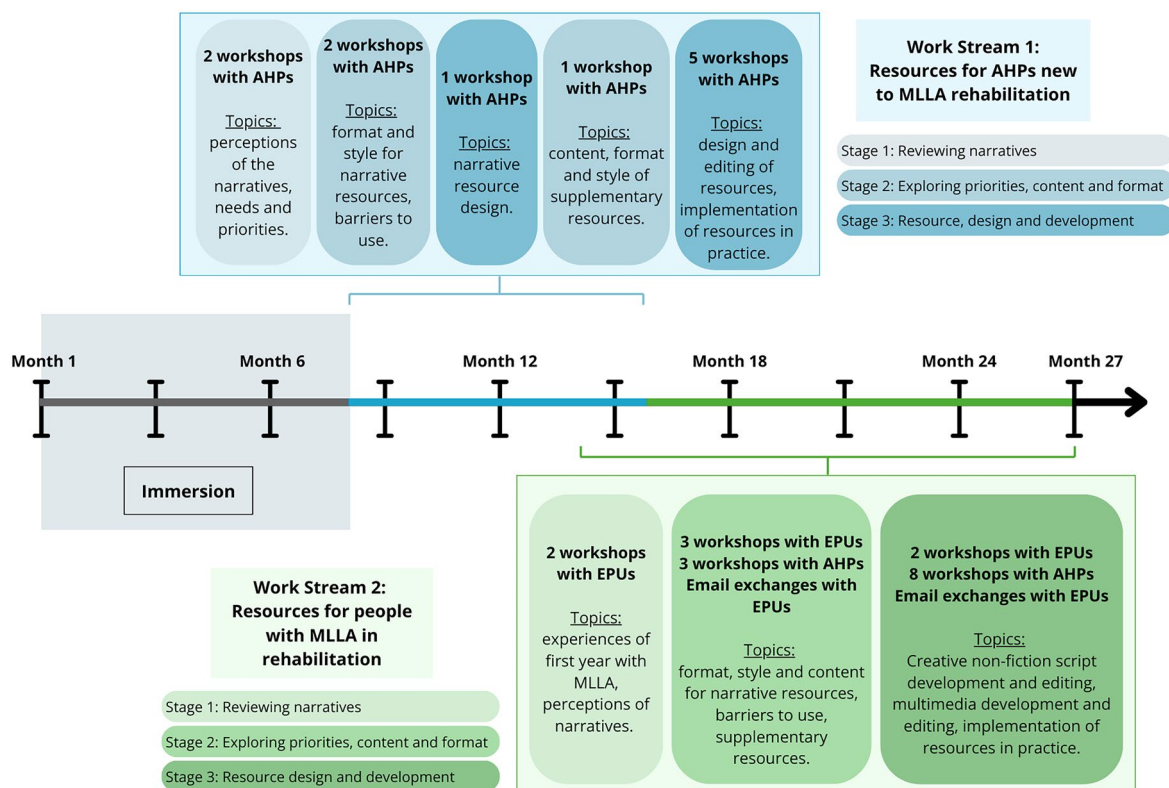 2 workshops
with AHPs
Topics:
perceptions
of the
narratives,
needs and
priorities.
2 workshops
with AHPs
Topics:
format and
style for
narrative
resources,
barriers to
use.
1 workshop
with AHPs
Topics:
narrative
resource
design.
1 workshop
with AHPs
Topics:
content, format
and style of
supplementary
resources.
5 workshops
with AHPs
Topics:
design and
editing of
resources,
implementation
of resources in
practice.
Work Stream 1:
Resources for AHPs new
to MLLA rehabilitation
Stage 1: Reviewing narratives
Stage 2: Exploring priorities, content and format
Stage 3: Resource, design and development
Month 1
Month 6
Month 12
Month 18
Month 24
Month 27
Immersion
Work Stream 2:
Resources for people
with MLLA in
rehabilitation
Stage 1: Reviewing narratives
Stage 2: Exploring priorities, content and format
Stage 3: Resource design and development
2 workshops
with EPUs
Topics:
experiences of
first year with
MLLA,
perceptions of
narratives.
3 workshops with EPUs
3 workshops with AHPs
Email exchanges with
EPUs
Topics:
format, style and content
for narrative resources,
barriers to use,
supplementary
resources.
2 workshops with EPUs
8 workshops with AHPs
Email exchanges with EPUs
Topics:
Creative non-fiction script
development and editing,
multimedia development and
editing, implementation of
resources in practice.